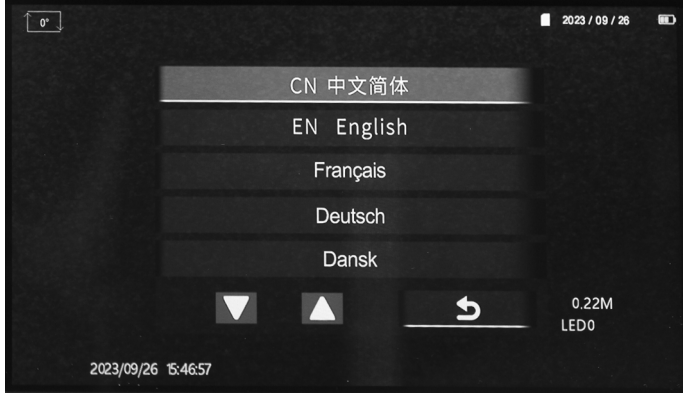 0°
2023 / 09 / 26
CN 中文简体
EN English
Français
Deutsch
Dansk
0.22M
LED0
2023/09/26 15:46:57